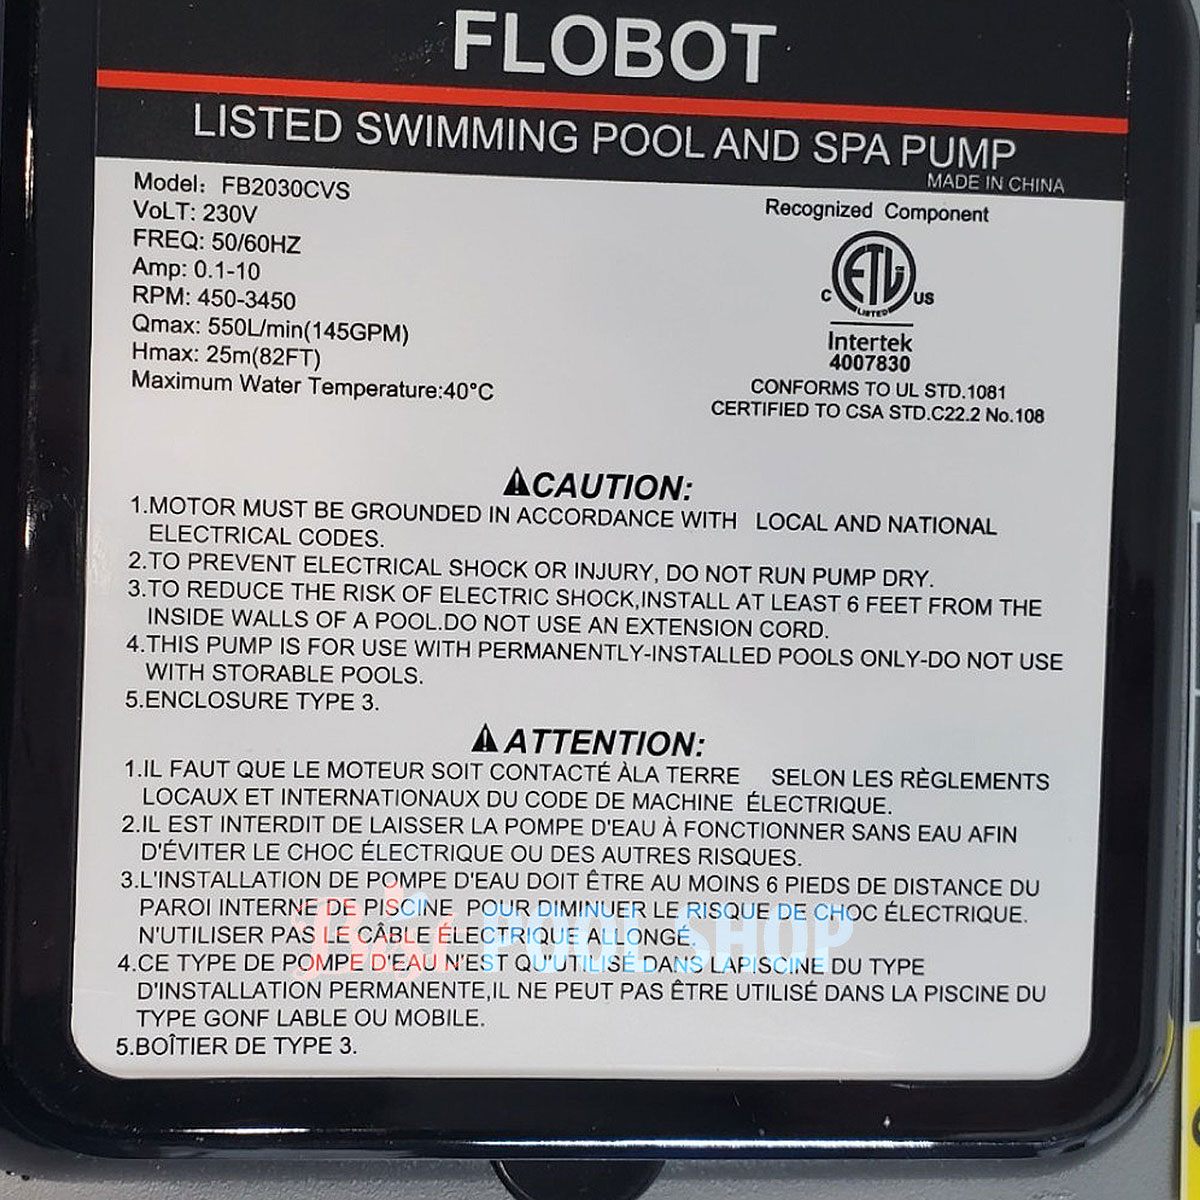 FLOBOT
LISTED SWIMMING POOL AND SPA PUMP
MADE IN CHINA
Model: FB2030CVS
VoLT: 230V
FREQ: 50/60HZ
Amp: 0.1-10
RPM: 450-3450
Qmax: 550L/min(145GPM)
Hmax: 25m(82FT)
Maximum Water Temperature:40°C
Recognized Component
ETL
C US
LISTED
Intertek
4007830
CONFORMS TO UL STD.1081
CERTIFIED TO CSA STD.C22.2 No.108
CAUTION:
1.MOTOR MUST BE GROUNDED IN ACCORDANCE WITH LOCAL AND NATIONAL
ELECTRICAL CODES.
2.TO PREVENT ELECTRICAL SHOCK OR INJURY, DO NOT RUN PUMP DRY.
3.TO REDUCE THE RISK OF ELECTRIC SHOCK,INSTALL AT LEAST 6 FEET FROM THE
INSIDE WALLS OF A POOL.DO NOT USE AN EXTENSION CORD.
4.THIS PUMP IS FOR USE WITH PERMANENTLY-INSTALLED POOLS ONLY-DO NOT USE
WITH STORABLE POOLS.
5.ENCLOSURE TYPE 3.
ATTENTION:
1.IL FAUT QUE LE MOTEUR SOIT CONTACTÉ ÀLA TERRE SELON LES RÈGLEMENTS
LOCAUX ET INTERNATIONAUX DU CODE DE MACHINE ÉLECTRIQUE.
2.IL EST INTERDIT DE LAISSER LA POMPE D'EAU À FONCTIONNER SANS EAU AFIN
D'ÉVITER LE CHOC ÉLECTRIQUE OU DES AUTRES RISQUES.
3.L'INSTALLATION DE POMPE D'EAU DOIT ÊTRE AU MOINS 6 PIEDS DE DISTANCE DU
PAROI INTERNE DE PISCINE POUR DIMINUER LE RISQUE DE CHOC ÉLECTRIQUE.
N'UTILISER PAS LE CÂBLE ÉLECTRIQUE ALLONGÉ.
4.CE TYPE DE POMPE D'EAU N'EST QU'UTILISÉ DANS LAPISCINE DU TYPE
D'INSTALLATION PERMANENTE,IL NE PEUT PAS ÊTRE UTILISÉ DANS LA PISCINE DU
TYPE GONF LABLE OU MOBILE.
5.BOÎTIER DE TYPE 3.
POOL SHOP